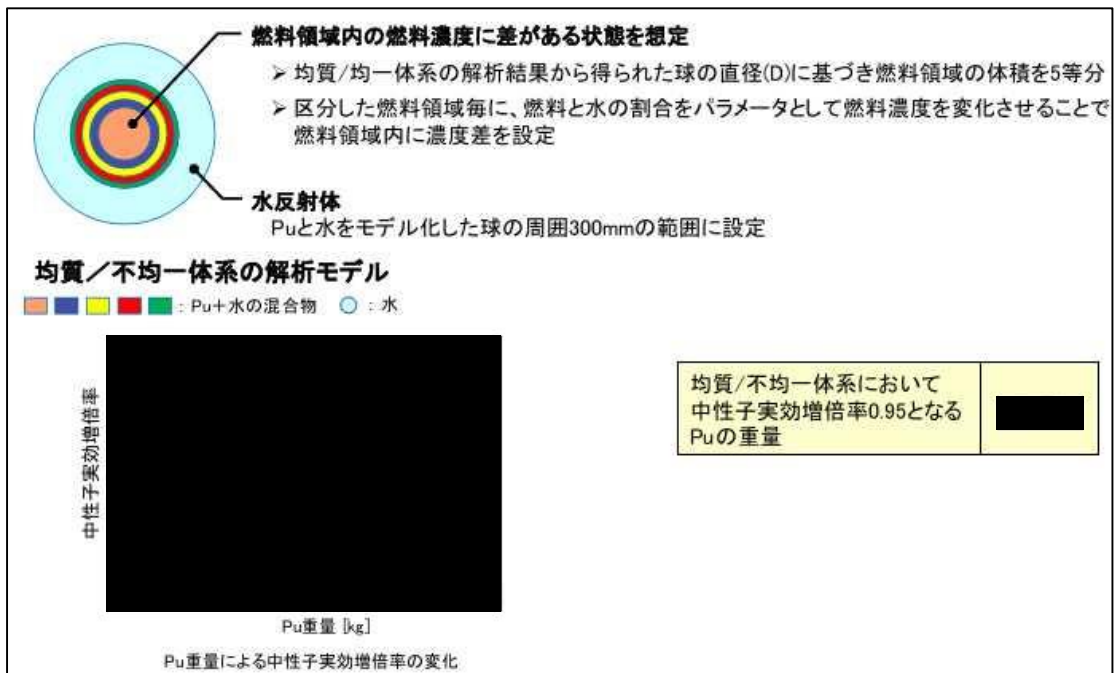 燃料領域内の燃料濃度に差がある状態を想定
➢ 均質/均一体系の解析結果から得られた球の直径(D)に基づき燃料領域の体積を5等分
➢ 区分した燃料領域毎に、燃料と水の割合をパラメータとして燃料濃度を変化させることで
燃料領域内に濃度差を設定
水反射体
Puと水をモデル化した球の周囲300mmの範囲に設定
均質／不均一体系の解析モデル
：Pu＋水の混合物 ：水
中性子実効増倍率
Pu重量 [kg]
Pu重量による中性子実効増倍率の変化
均質/不均一体系において
中性子実効増倍率0.95となる
Puの重量